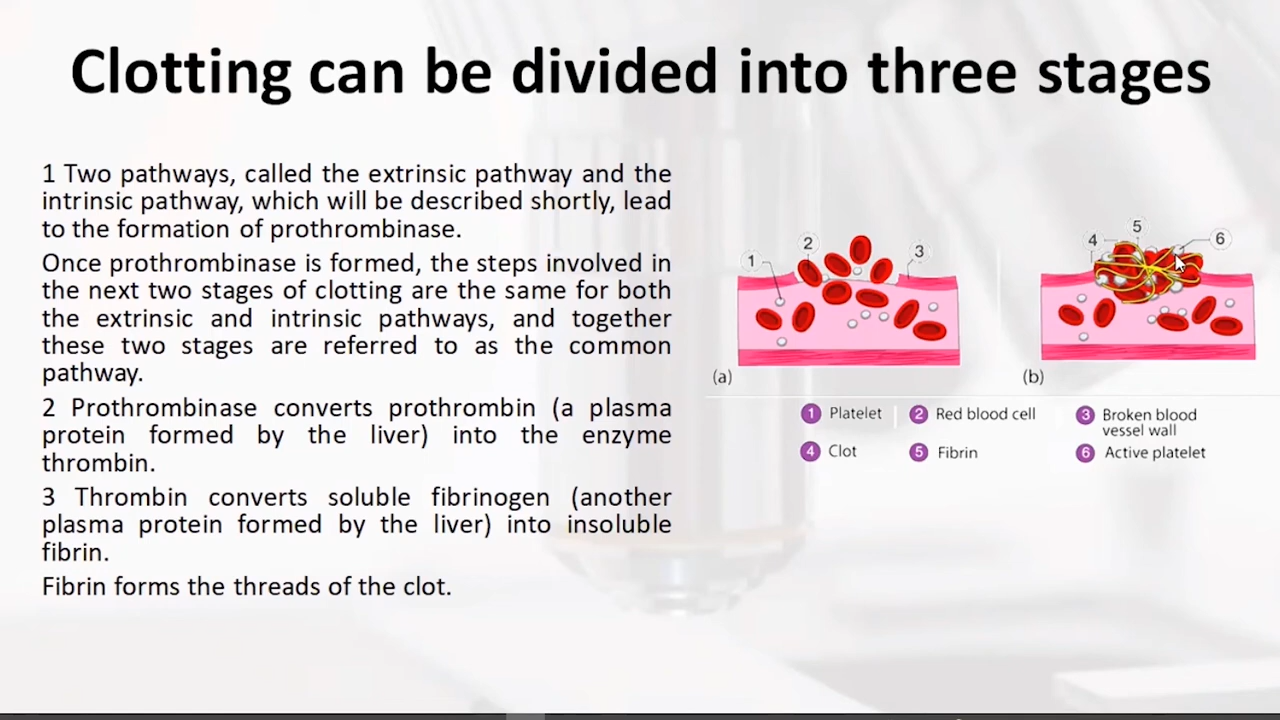 Clotting can be divided into three stages
1 Two pathways, called the extrinsic pathway and the
intrinsic pathway, which will be described shortly, lead
to the formation of prothrombinase.
Once prothrombinase is formed, the steps involved in
the next two stages of clotting are the same for both
the extrinsic and intrinsic pathways, and together
these two stages are referred to as the common
pathway.
2 Prothrombinase converts prothrombin (a plasma
protein formed by the liver) into the enzyme
thrombin.
3 Thrombin converts soluble fibrinogen (another
plasma protein formed by the liver) into insoluble
fibrin.
Fibrin forms the threads of the clot.
1
2
3
(a)
4
5
6
(b)
1 Platelet
2 Red blood cell
3 Broken blood
vessel wall
4 Clot
5 Fibrin
6 Active platelet